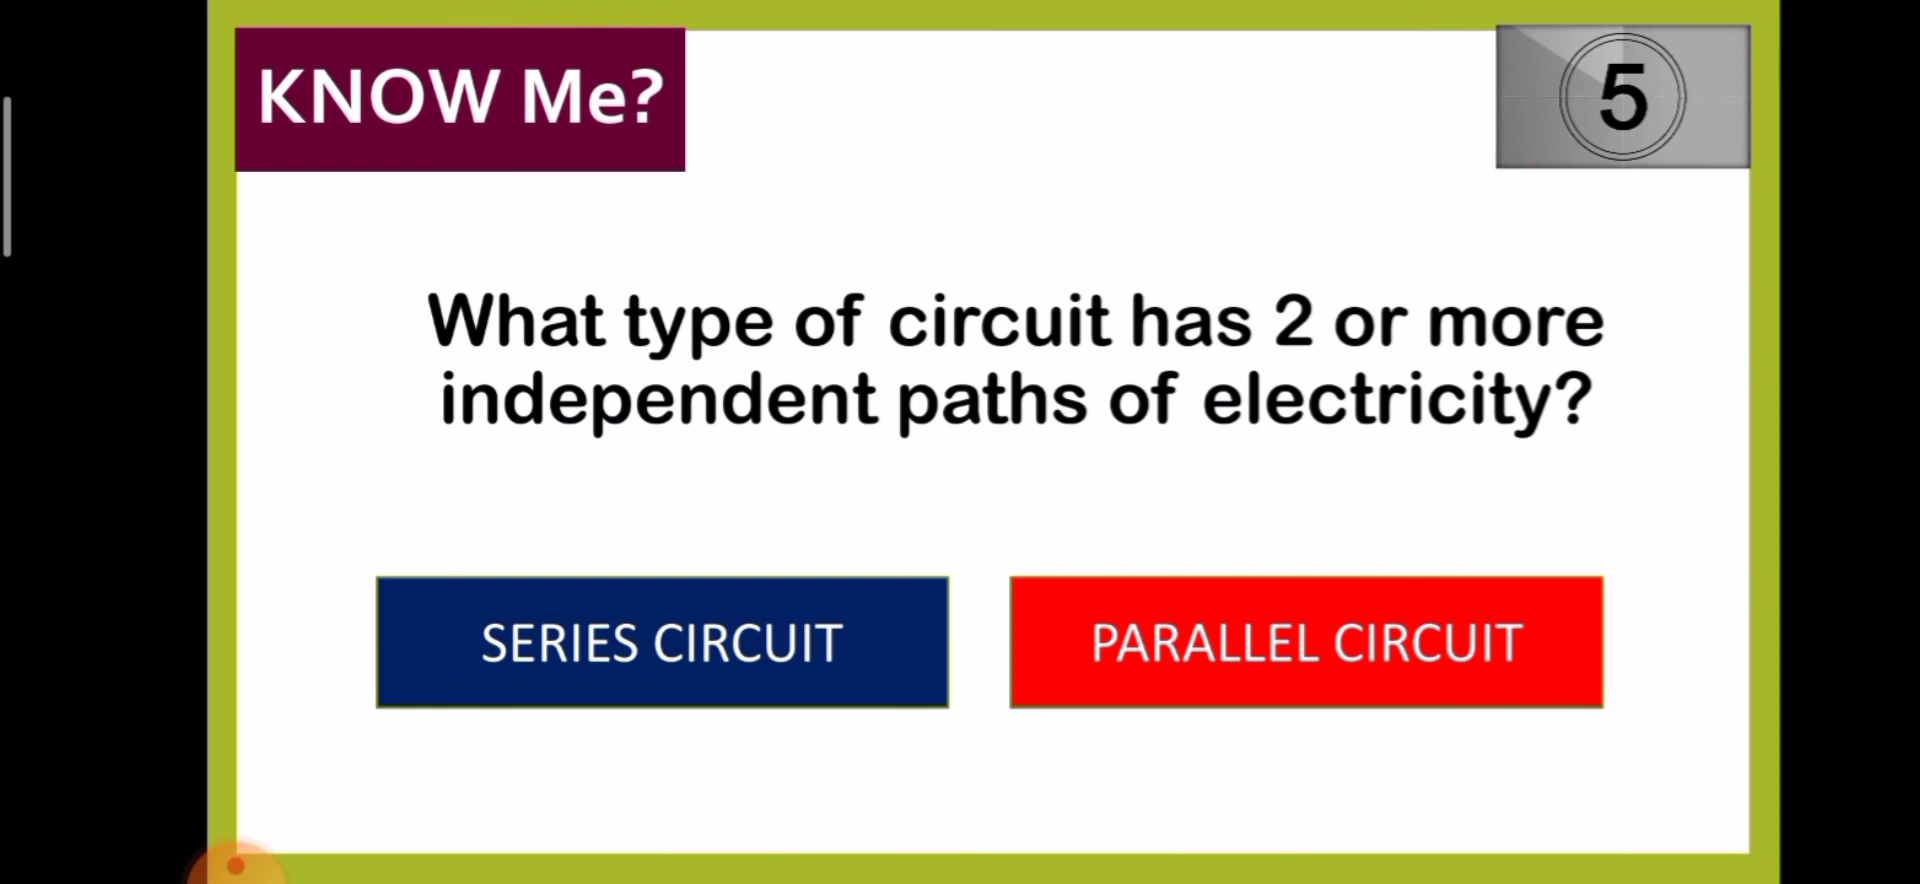 KNOW Me?
5
What type of circuit has 2 or more
independent paths of electricity?
SERIES CIRCUIT
PARALLEL CIRCUIT